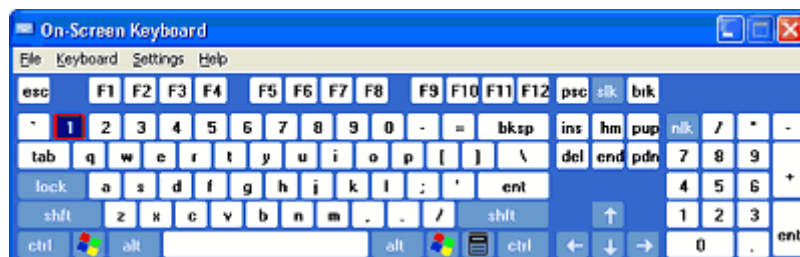 On-Screen Keyboard
File Keyboard Settings Help
esc F1 F2 F3 F4 F5 F6 F7 F8 F9 F10 F11 F12 psc slk brk
` 1 2 3 4 5 6 7 8 9 0 - = bksp ins hm pup nlk / * -
tab q w e r t y u i o p [ ] \ del end pdn 7 8 9 +
lock a s d f g h j k l ; ' ent 4 5 6
shft z x c v b n m , . / shft ↑ 1 2 3 ent
ctrl alt alt ctrl ← ↓ → 0 .